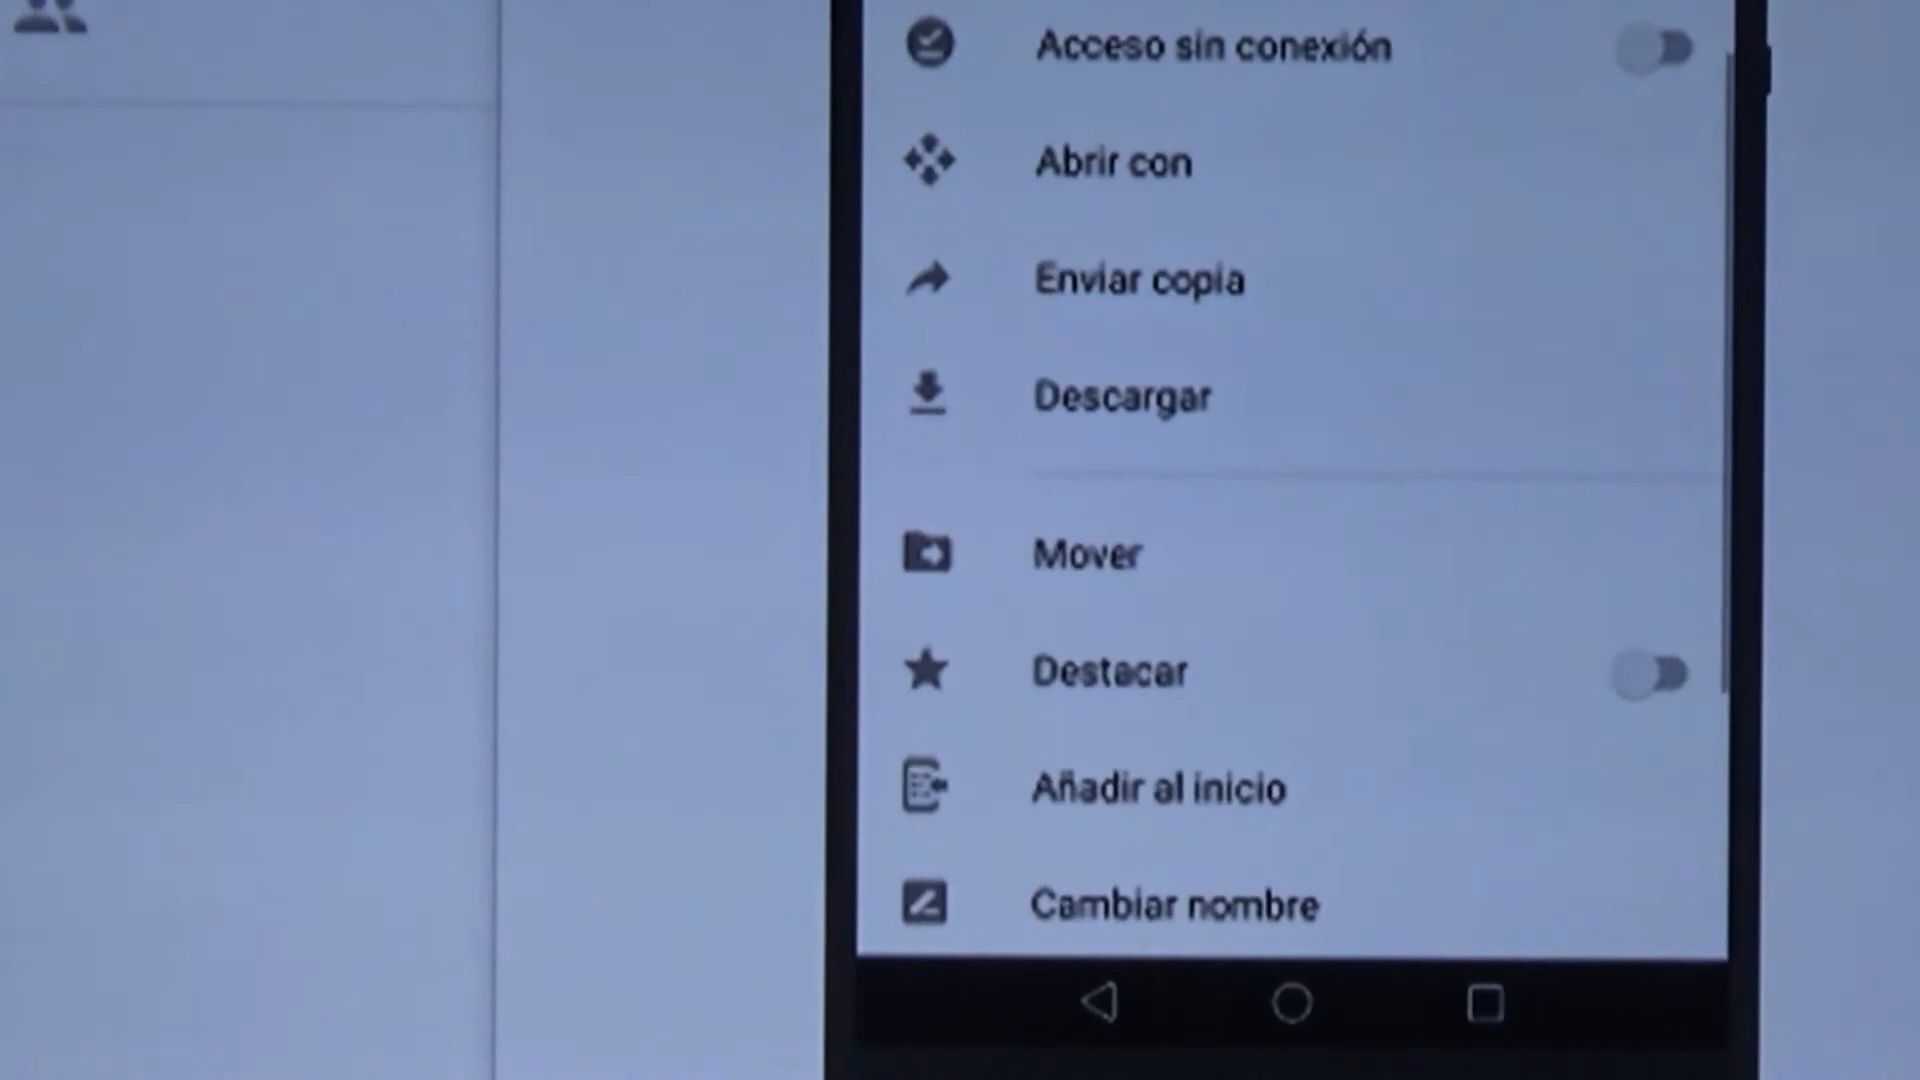 Acceso sin conexión
Abrir con
Enviar copia
Descargar
Mover
Destacar
Añadir al inicio
Cambiar nombre